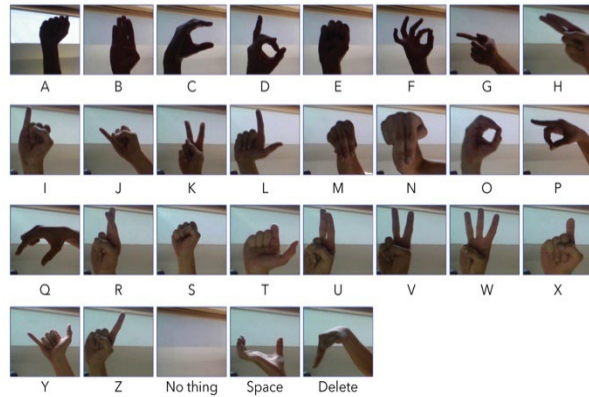 A B C D E F G H
I J K L M N O P
Q R S T U V W X
Y Z No thing Space Delete